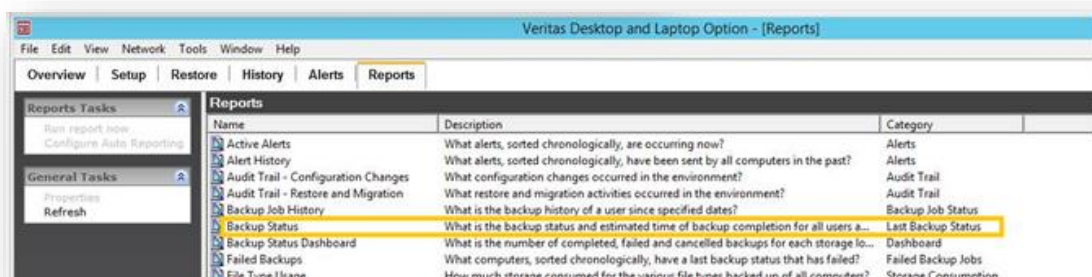 Veritas Desktop and Laptop Option - [Reports]
File Edit View Network Tools Window Help
Overview Setup Restore History Alerts Reports
Reports Tasks
Run report now
Configure Auto Reporting
General Tasks
Properties
Refresh
Reports
Name Description Category
Active Alerts What alerts, sorted chronologically, are occurring now? Alerts
Alert History What alerts, sorted chronologically, have been sent by all computers in the past? Alerts
Audit Trail - Configuration Changes What configuration changes occurred in the environment? Audit Trail
Audit Trail - Restore and Migration What restore and migration activities occurred in the environment? Audit Trail
Backup Job History What is the backup history of a user since specified dates? Backup Job Status
Backup Status What is the backup status and estimated time of backup completion for all users a... Last Backup Status
Backup Status Dashboard What is the number of completed, failed and cancelled backups for each storage lo... Dashboard
Failed Backups What computers, sorted chronologically, have a last backup status that has failed? Failed Backup Jobs
File Type Usage How much storage consumed for the various file types backed up of all computers? Storage Consumption